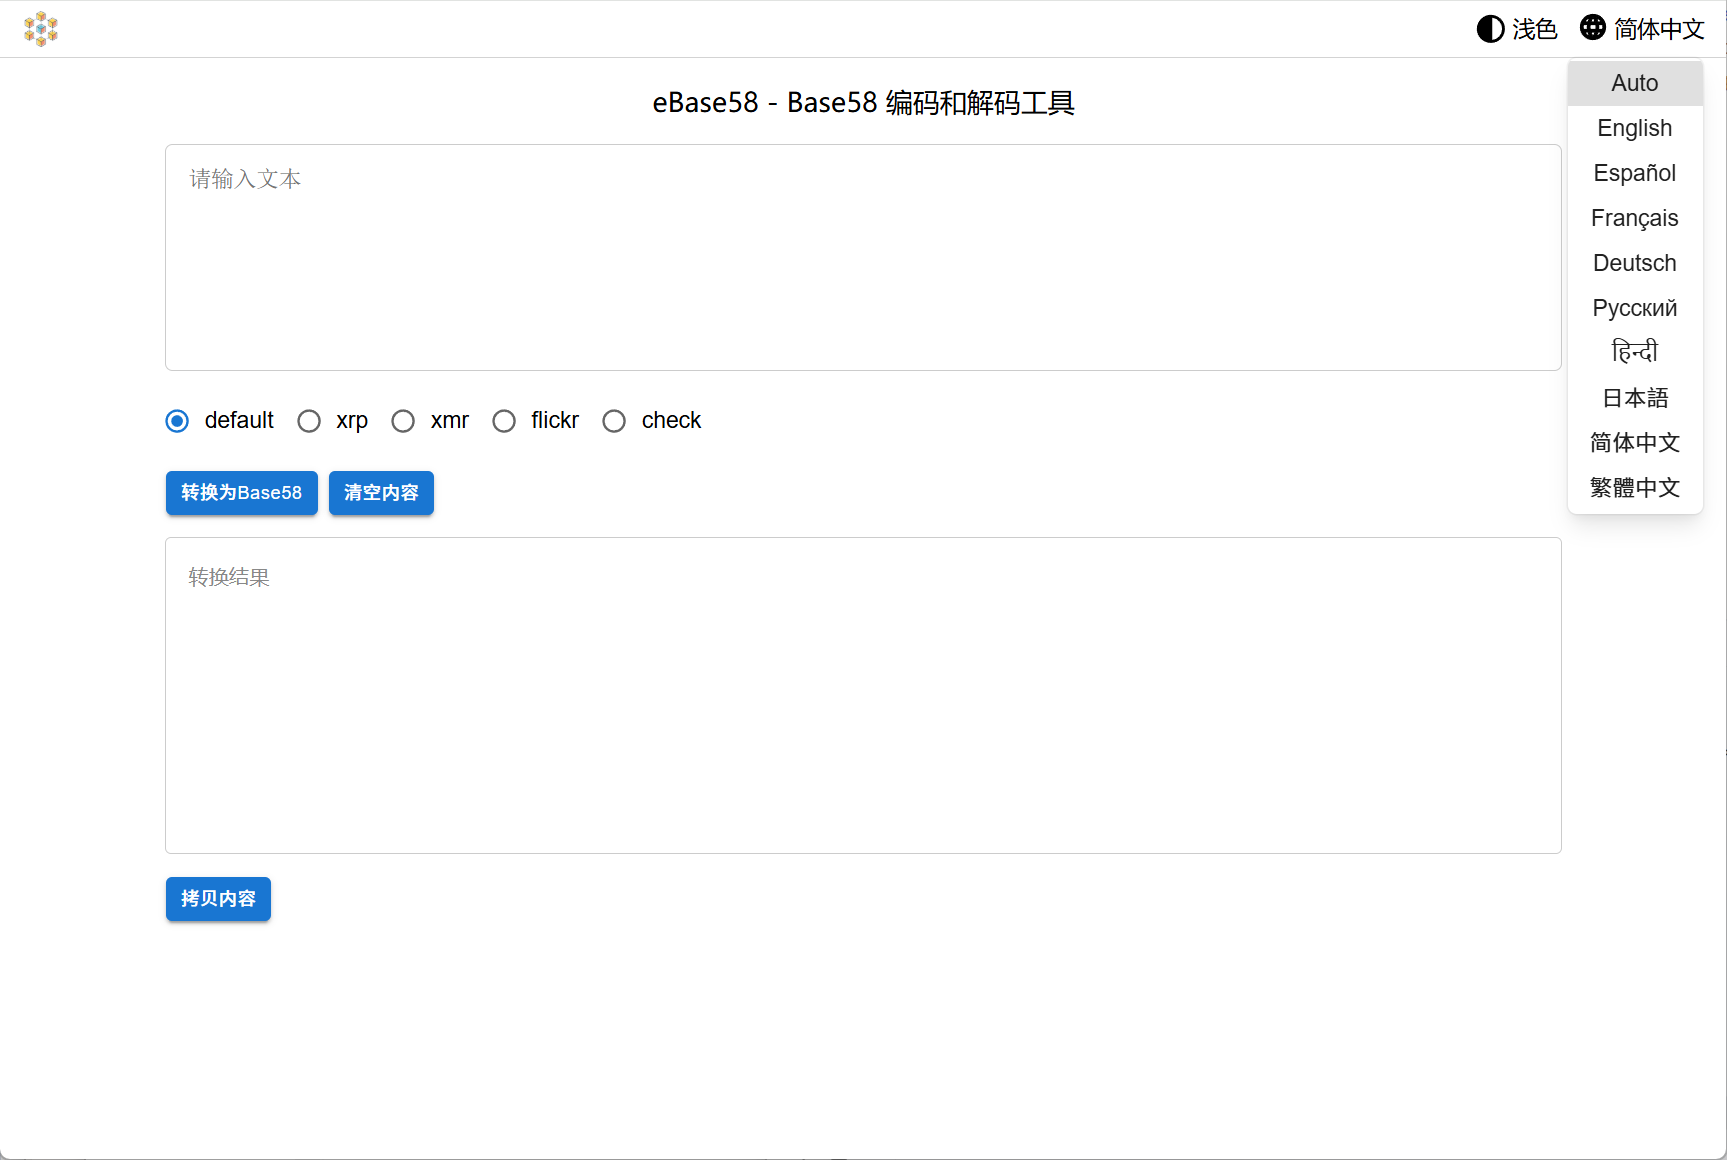 浅色
简体中文
eBase58 - Base58 编码和解码工具
请输入文本
default
xrp
xmr
flickr
check
转换为Base58
清空内容
转换结果
拷贝内容
Auto
English
Español
Français
Deutsch
Русский
हिन्दी
日本語
简体中文
繁體中文